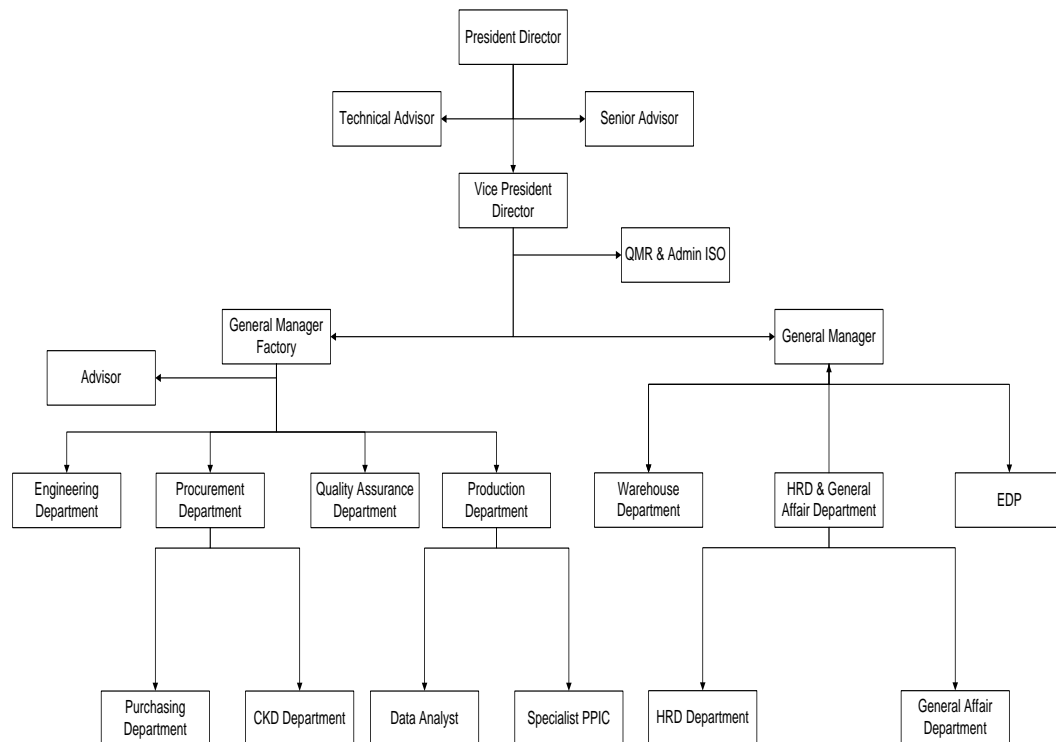 President Director
Technical Advisor
Senior Advisor
Vice President
Director
QMR & Admin ISO
General Manager
Factory
General Manager
Advisor
Engineering
Department
Procurement
Department
Quality Assurance
Department
Production
Department
Warehouse
Department
HRD & General
Affair Department
EDP
Purchasing
Department
CKD Department
Data Analyst
Specialist PPIC
HRD Department
General Affair
Department